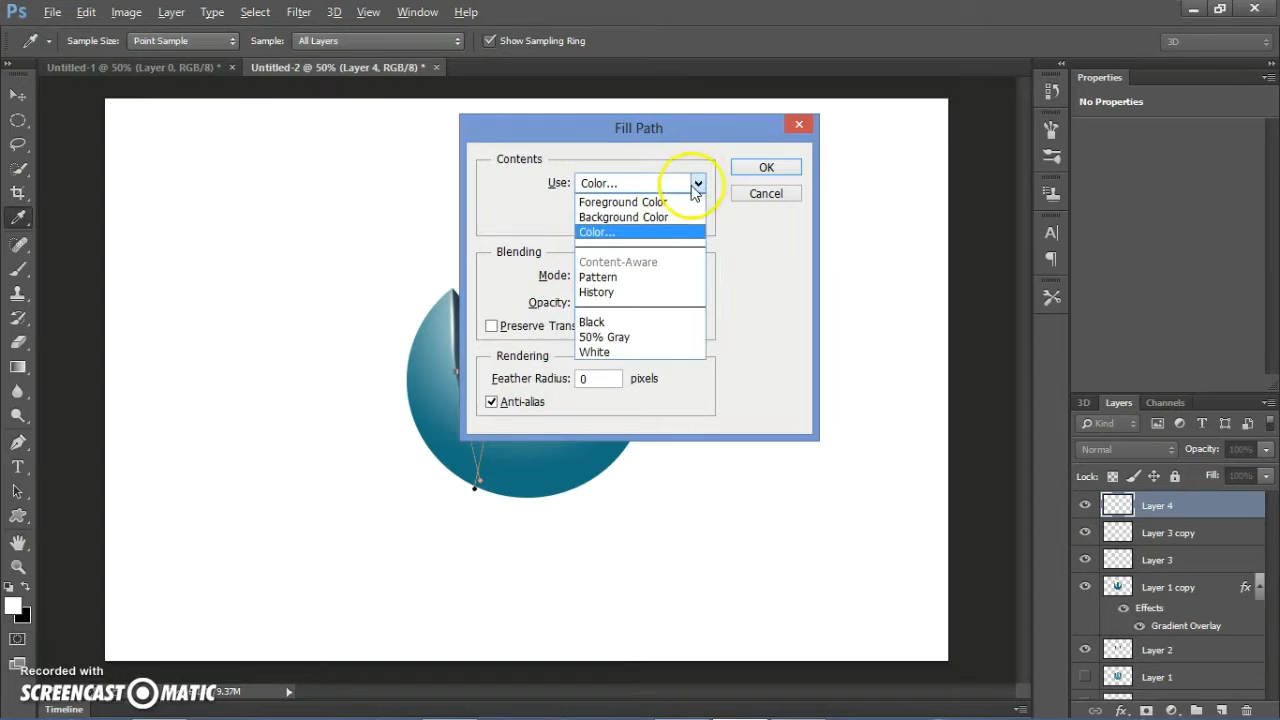 Ps File Edit Image Layer Type Select Filter 3D View Window Help
Sample Size: Point Sample Sample: All Layers Show Sampling Ring 3D
Untitled-1 @ 50% (Layer 0, RGB/8) * × Untitled-2 @ 50% (Layer 4, RGB/8) * ×
Properties
No Properties
Fill Path
Contents
Use: Color...
OK
Foreground Color
Cancel
Background Color
Color...
Blending
Content-Aware
Mode:
Pattern
History
Opacity:
Black
Preserve Trans
50% Gray
White
Rendering
Feather Radius: 0 pixels
Anti-alias
3D Layers Channels
Kind
Normal Opacity: 100%
Lock: Fill: 100%
Layer 4
Layer 3 copy
Layer 3
Layer 1 copy fx
Effects
Gradient Overlay
Layer 2
Layer 1
Recorded with
SCREENCAST-O-MATIC
9.37M
Timeline